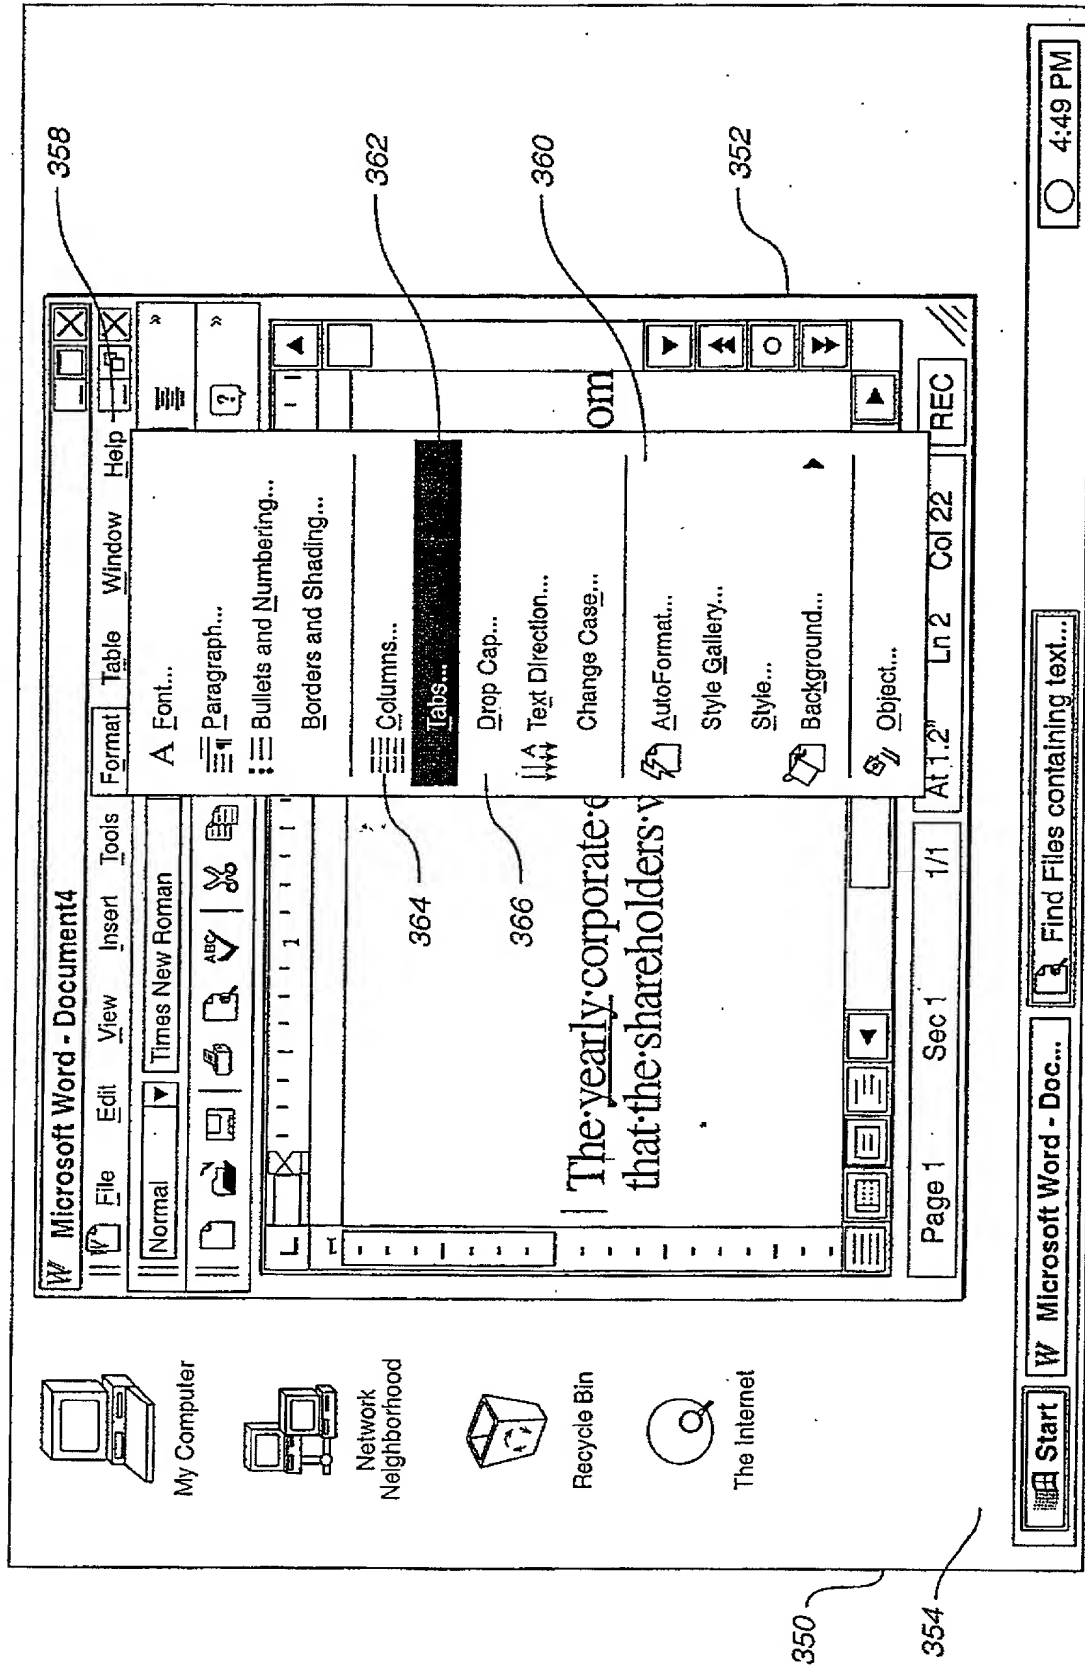 W Microsoft Word - Document4
File Edit View Insert Tools Format Table Window Help
358
Normal Times New Roman
ABC
?
»
»
L 1
A Font...
Paragraph...
Bullets and Numbering...
Borders and Shading...
Columns...
Tabs...
Drop Cap...
Text Direction...
Change Case...
AutoFormat...
Style Gallery...
Style...
Background...
Object...
362
364
366
360
352
The·yearly·corporate·e
om
that·the·shareholders·v
Page 1 Sec 1 1/1 At 1.2" Ln 2 Col 22 REC
My Computer
Network
Neighborhood
Recycle Bin
The Internet
Start W Microsoft Word - Doc... Find Files containing text... 4:49 PM
350
354